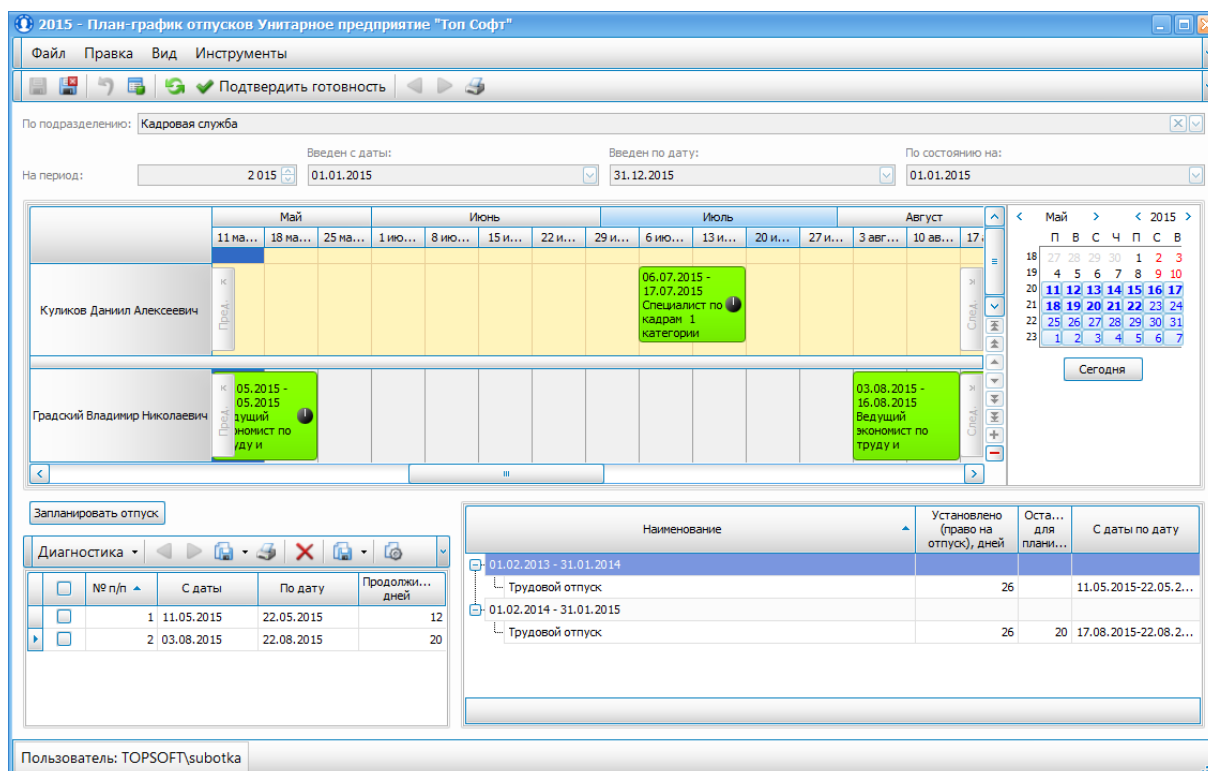 2015 - План-график отпусков Унитарное предприятие "Топ Софт"
Файл Правка Вид Инструменты
Подтвердить готовность
По подразделению: Кадровая служба
Введен с даты: Введен по дату: По состоянию на:
На период: 2 015 01.01.2015 31.12.2015 01.01.2015
Май Июнь Июль Август
11 ма... 18 ма... 25 ма... 1 ию... 8 ию... 15 и... 22 и... 29 и... 6 ию... 13 и... 20 и... 27 и... 3 авг... 10 ав... 17
Куликов Даниил Алексеевич
Пред.
06.07.2015 -
17.07.2015
Специалист по
кадрам 1
категории
След.
Градский Владимир Николаевич
Пред.
05.2015 -
05.2015
дущий
ономист по
уду и
03.08.2015 -
16.08.2015
Ведущий
экономист по
труду и
След.
Май 2015
П В С Ч П С В
18 27 28 29 30 1 2 3
19 4 5 6 7 8 9 10
20 11 12 13 14 15 16 17
21 18 19 20 21 22 23 24
22 25 26 27 28 29 30 31
23 1 2 3 4 5 6 7
Сегодня
Запланировать отпуск
Диагностика
№ п/п С даты По дату Продолжи...
дней
1 11.05.2015 22.05.2015 12
2 03.08.2015 22.08.2015 20
Наименование
Установлено
(право на
отпуск), дней
Оста...
для
плани...
С даты по дату
01.02.2013 - 31.01.2014
Трудовой отпуск 26 11.05.2015-22.05.2...
01.02.2014 - 31.01.2015
Трудовой отпуск 26 20 17.08.2015-22.08.2...
Пользователь: TOPSOFT\subotka